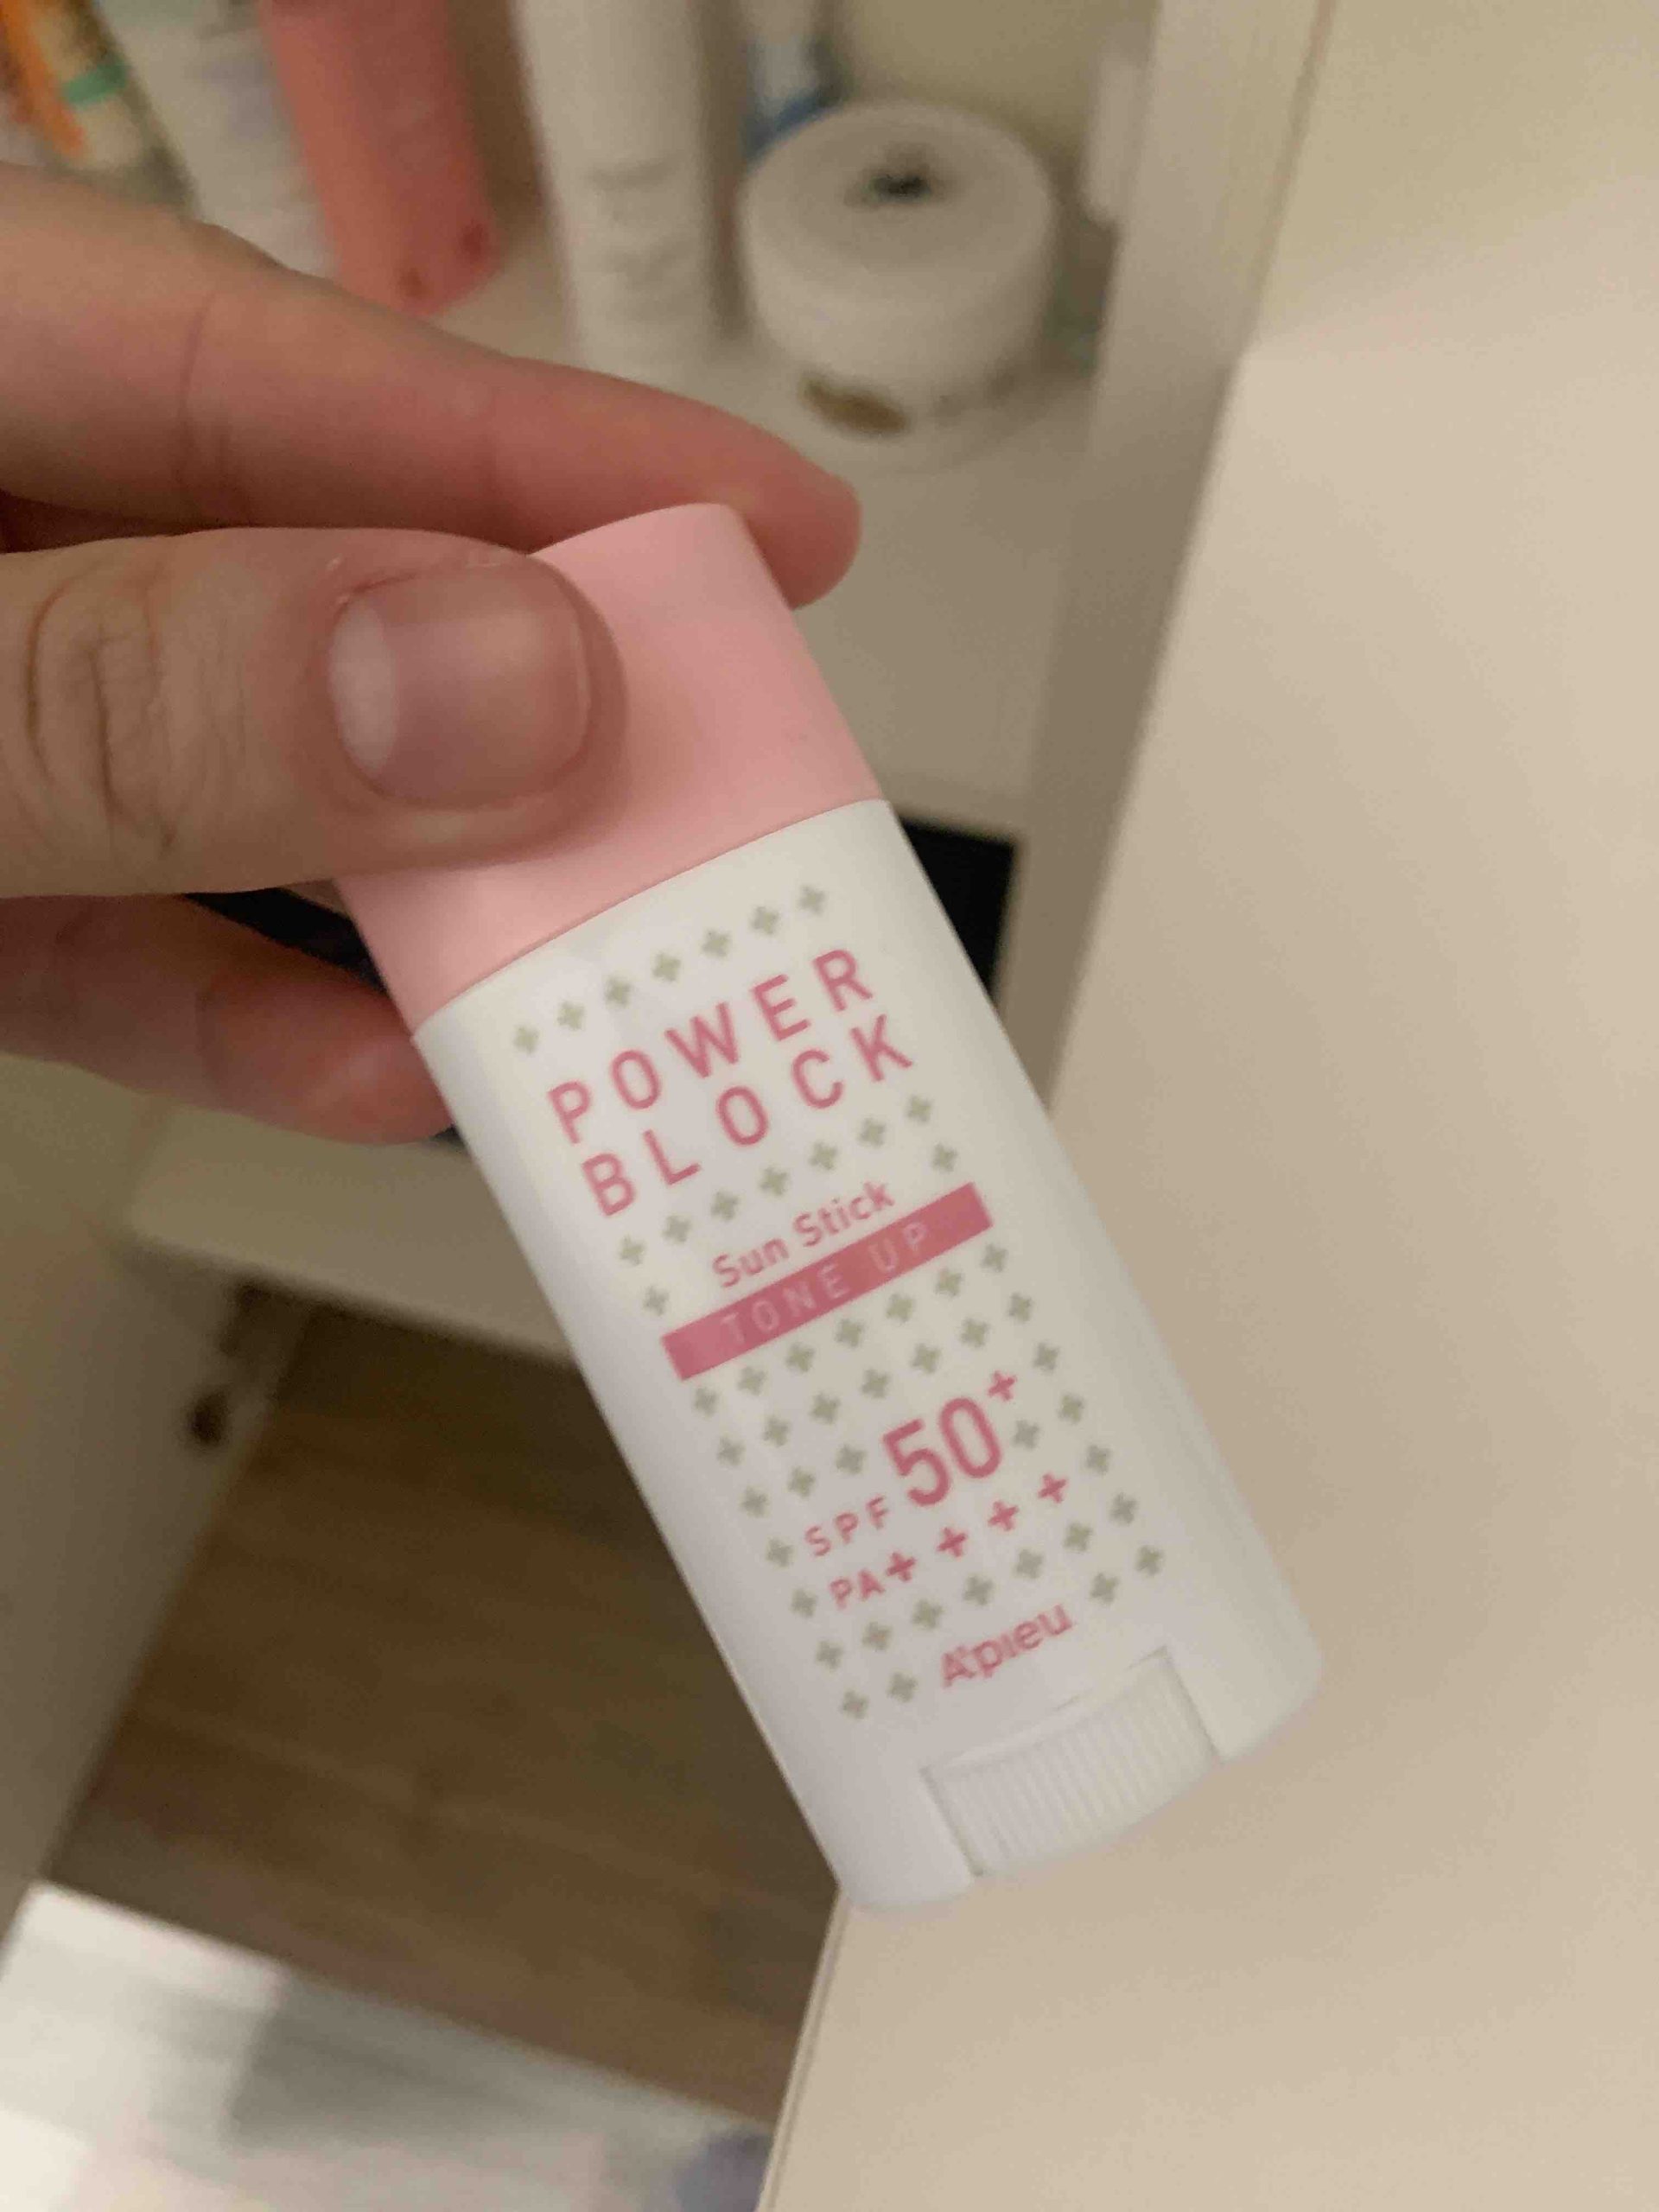 POWER
BLOCK
Sun Stick
TONE UP
SPF 50+
PA++++
A'pieu